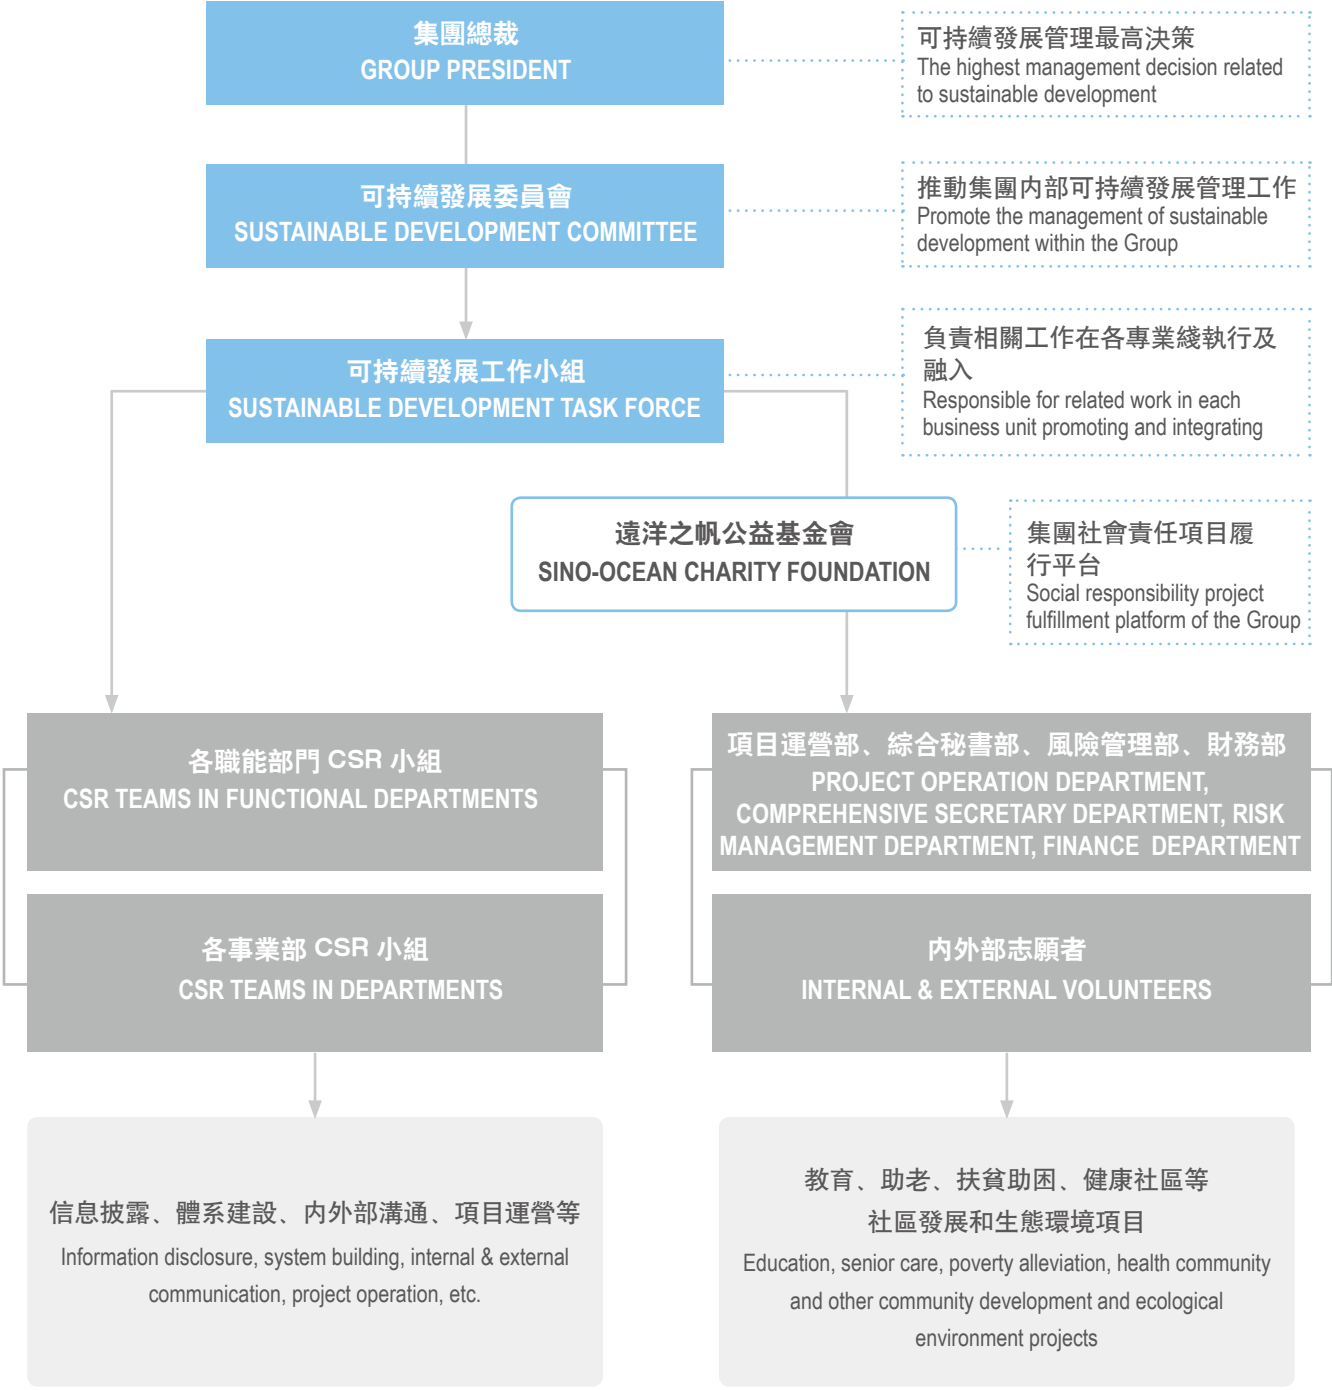 集團總裁
GROUP PRESIDENT
可持續發展管理最高決策
The highest management decision related
to sustainable development
可持續發展委員會
SUSTAINABLE DEVELOPMENT COMMITTEE
推動集團内部可持續發展管理工作
Promote the management of sustainable
development within the Group
可持續發展工作小組
SUSTAINABLE DEVELOPMENT TASK FORCE
負責相關工作在各專業綫執行及
融入
Responsible for related work in each
business unit promoting and integrating
遠洋之帆公益基金會
SINO-OCEAN CHARITY FOUNDATION
集團社會責任項目履
行平台
Social responsibility project
fulfillment platform of the Group
各職能部門 CSR 小組
CSR TEAMS IN FUNCTIONAL DEPARTMENTS
項目運營部、綜合秘書部、風險管理部、財務部
PROJECT OPERATION DEPARTMENT,
COMPREHENSIVE SECRETARY DEPARTMENT, RISK
MANAGEMENT DEPARTMENT, FINANCE DEPARTMENT
各事業部 CSR 小組
CSR TEAMS IN DEPARTMENTS
内外部志願者
INTERNAL & EXTERNAL VOLUNTEERS
信息披露、體系建設、内外部溝通、項目運營等
Information disclosure, system building, internal & external
communication, project operation, etc.
教育、助老、扶貧助困、健康社區等
社區發展和生態環境項目
Education, senior care, poverty alleviation, health community
and other community development and ecological
environment projects